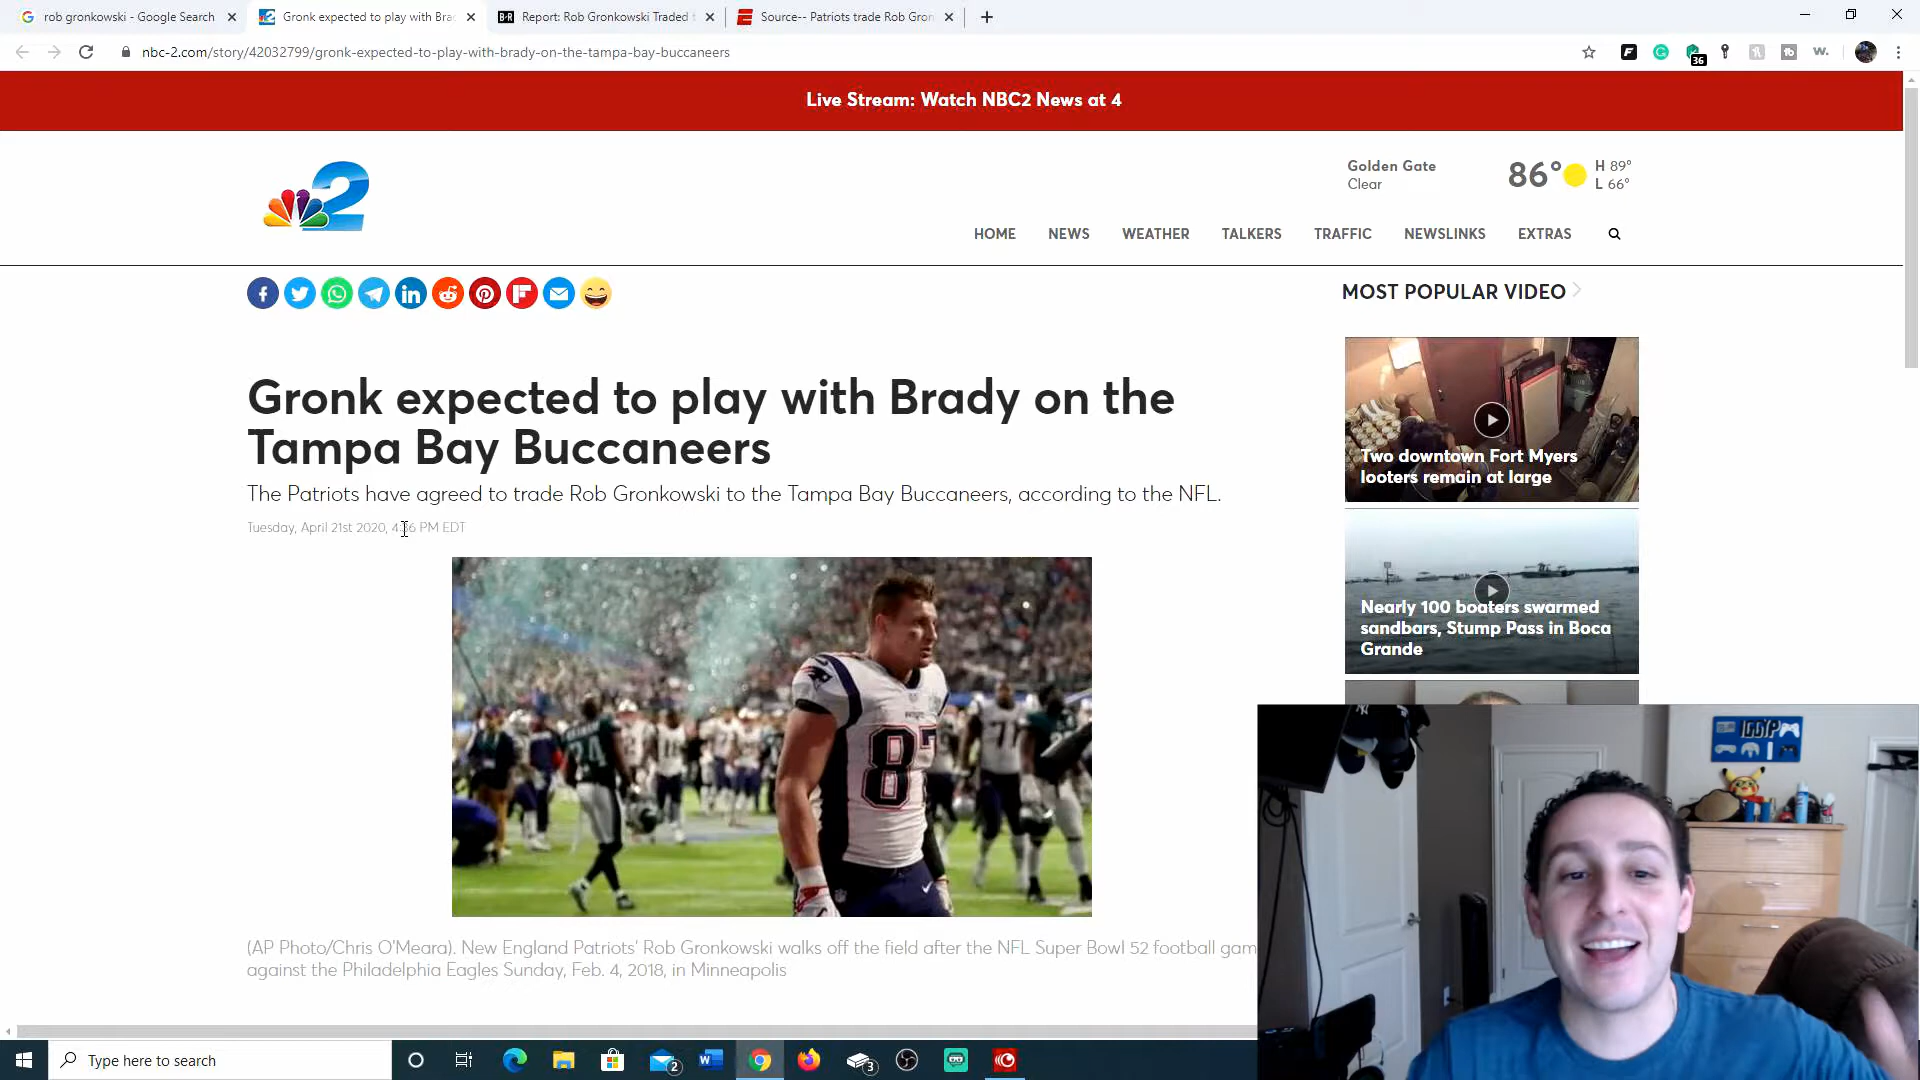 rob gronkowski - Google Search
Gronk expected to play with Bra
B/R Report: Rob Gronkowski Traded
Source-- Patriots trade Rob Gron
nbc-2.com/story/42032799/gronk-expected-to-play-with-brady-on-the-tampa-bay-buccaneers
36
Live Stream: Watch NBC2 News at 4
2
Golden Gate
Clear
86°
H 89°
L 66°
HOME NEWS WEATHER TALKERS TRAFFIC NEWSLINKS EXTRAS
MOST POPULAR VIDEO
Gronk expected to play with Brady on the
Tampa Bay Buccaneers
The Patriots have agreed to trade Rob Gronkowski to the Tampa Bay Buccaneers, according to the NFL.
Tuesday, April 21st 2020, PM EDT
Two downtown Fort Myers
looters remain at large
Nearly 100 boaters swarmed
sandbars, Stump Pass in Boca
Grande
87
IGGYP
(AP Photo/Chris O'Meara). New England Patriots' Rob Gronkowski walks off the field after the NFL Super Bowl 52 football gam
against the Philadelphia Eagles Sunday, Feb. 4, 2018, in Minneapolis
Type here to search
2
3